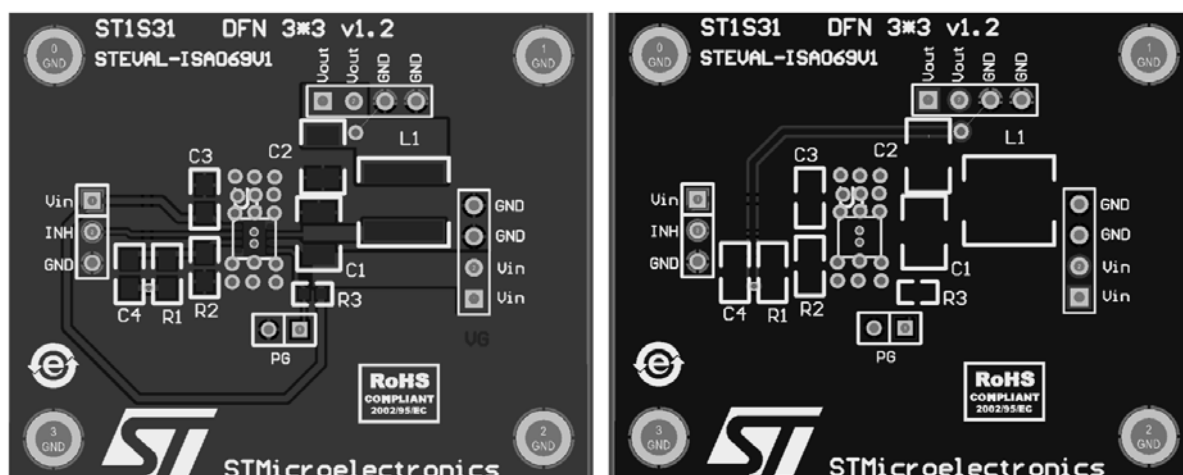 ST1S31 DFN 3*3 v1.2
STEVAL-ISA069V1
0
GND
1
GND
Vout
Vout
GND
GND
L1
C3
C2
Vin
INH
GND
GND
GND
Vin
Vin
C1
C4
R1
R2
R3
PG
VG
RoHS
COMPLIANT
2002/95/EC
e
3
GND
2
GND
ST
STMicroelectronics
ST1S31 DFN 3*3 v1.2
STEVAL-ISA069V1
0
GND
1
GND
Vout
Vout
GND
GND
L1
C3
C2
Vin
INH
GND
GND
GND
Vin
Vin
C1
C4
R1
R2
R3
PG
RoHS
COMPLIANT
2002/95/EC
e
3
GND
2
GND
ST
STMicroelectronics